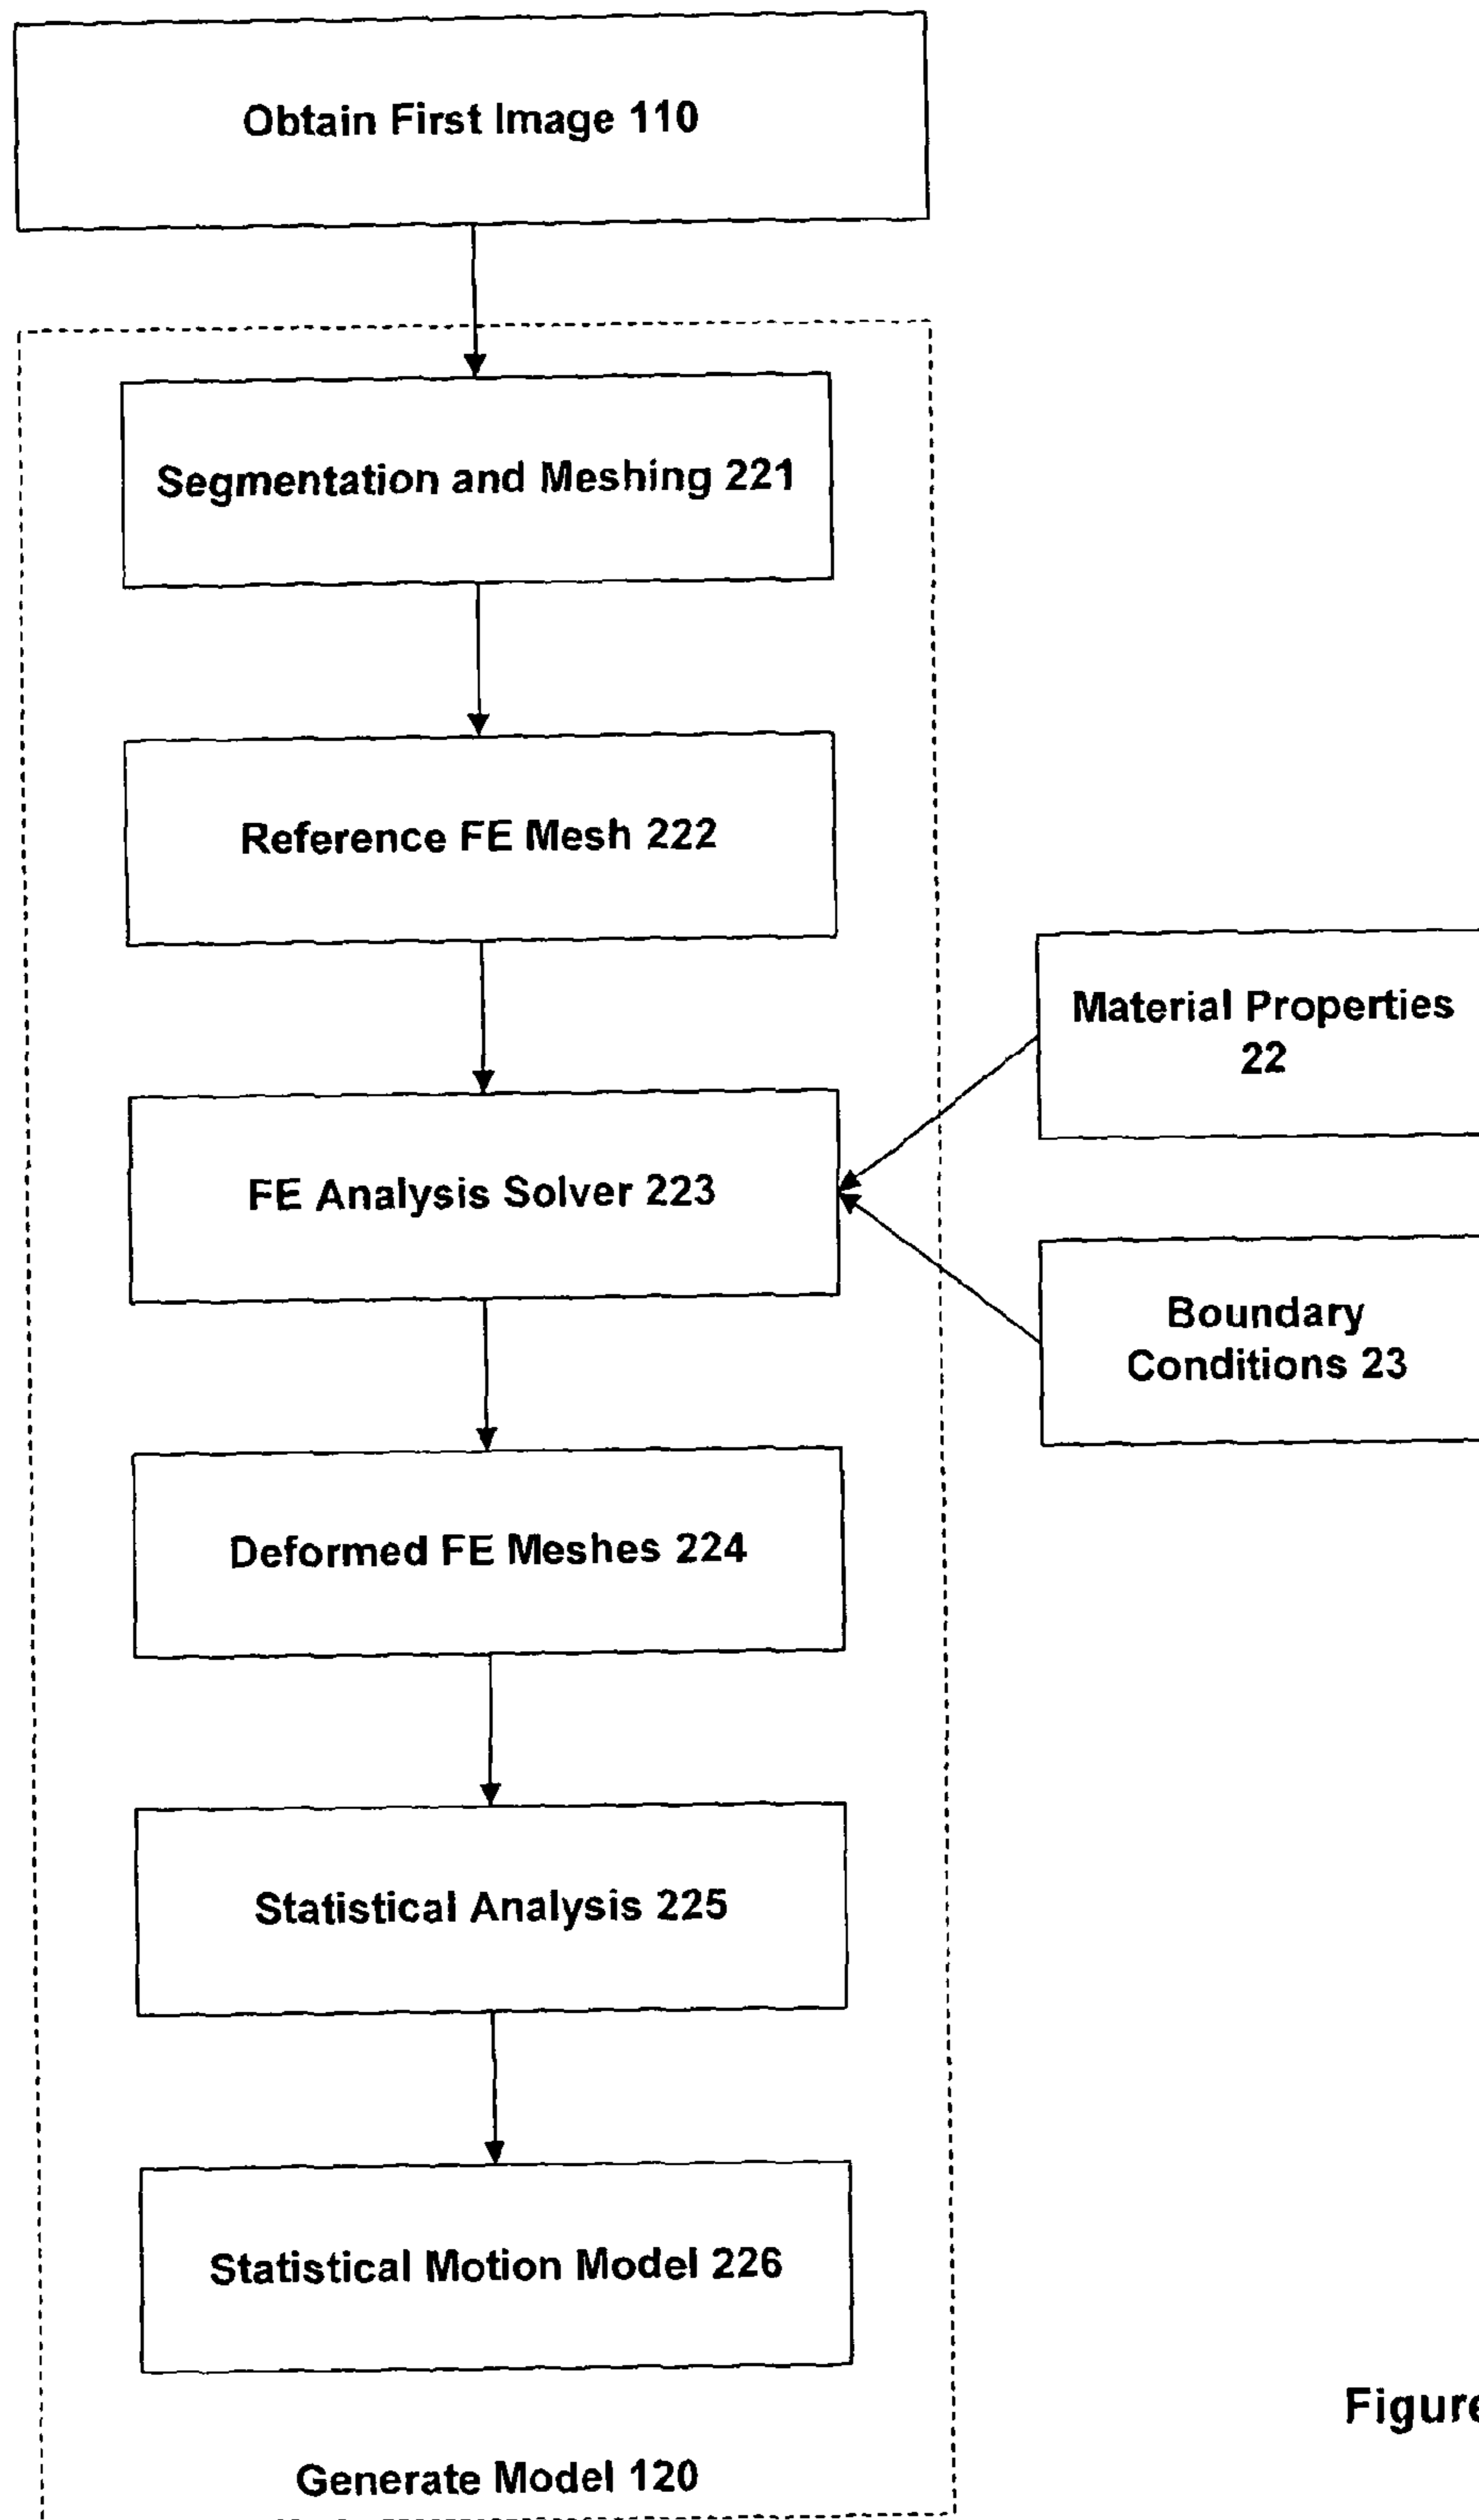 Obtain First Image 110
Segmentation and Meshing 221
Reference FE Mesh 222
Material Properties
22
FE Analysis Solver 223
Boundary
Conditions 23
Deformed FE Meshes 224
Statistical Analysis 225
Statistical Motion Model 226
Figure
Generate Model 120